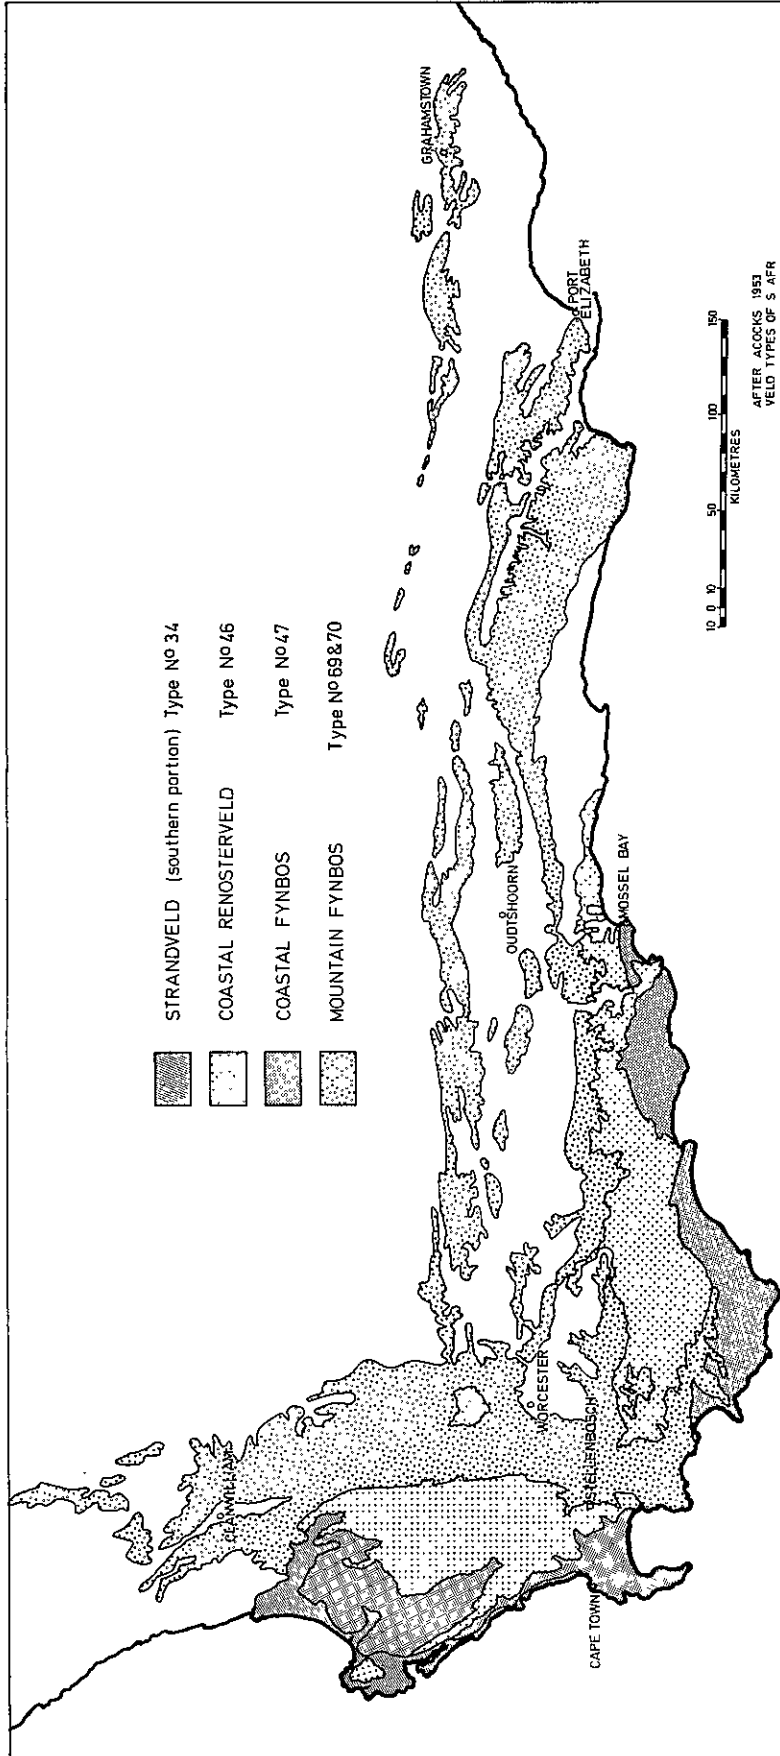 STRANDVELD (southern portion) Type Nº 34
COASTAL RENOSTERVELD Type Nº 46
COASTAL FYNBOS Type Nº 47
MOUNTAIN FYNBOS Type Nº 69&70
GRAHAMSTOWN
PORT
ELIZABETH
OUDTSHOORN
MOSSEL BAY
WORCESTER
STELLENBOSCH
CLANWILLIAM
CAPE TOWN
10 0 10 50 100 150
KILOMETRES
AFTER ACOCKS 1953
VELD TYPES OF S AFR